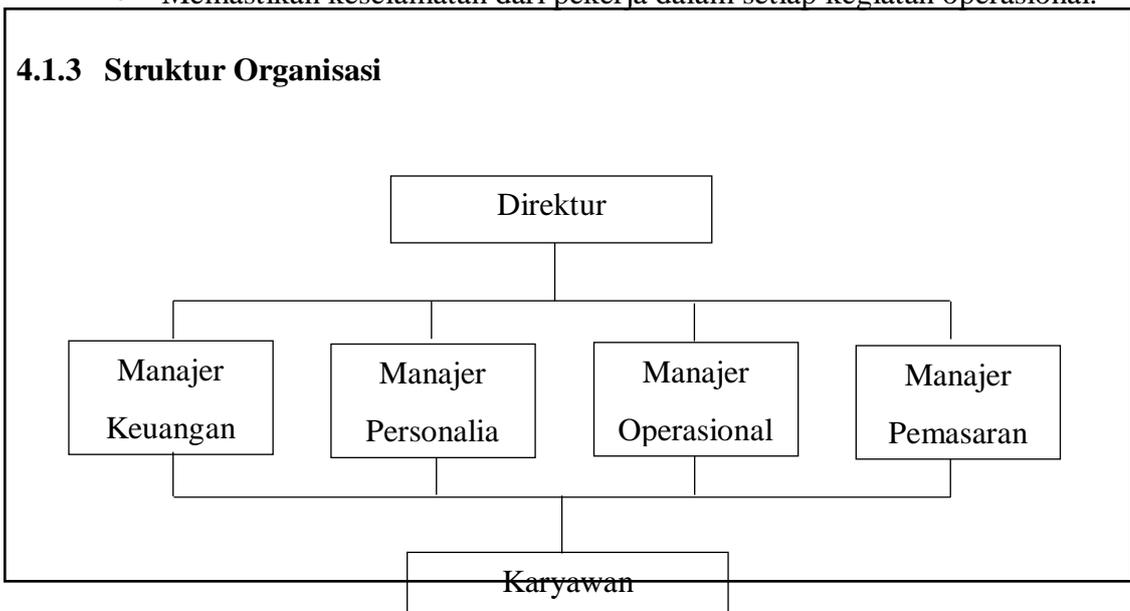 Memastikan keselamatan dari pekerja dalam setiap kegiatan operasional.
4.1.3 Struktur Organisasi
Direktur
Manajer
Keuangan
Manajer
Personalia
Manajer
Operasional
Manajer
Pemasaran
Karyawan